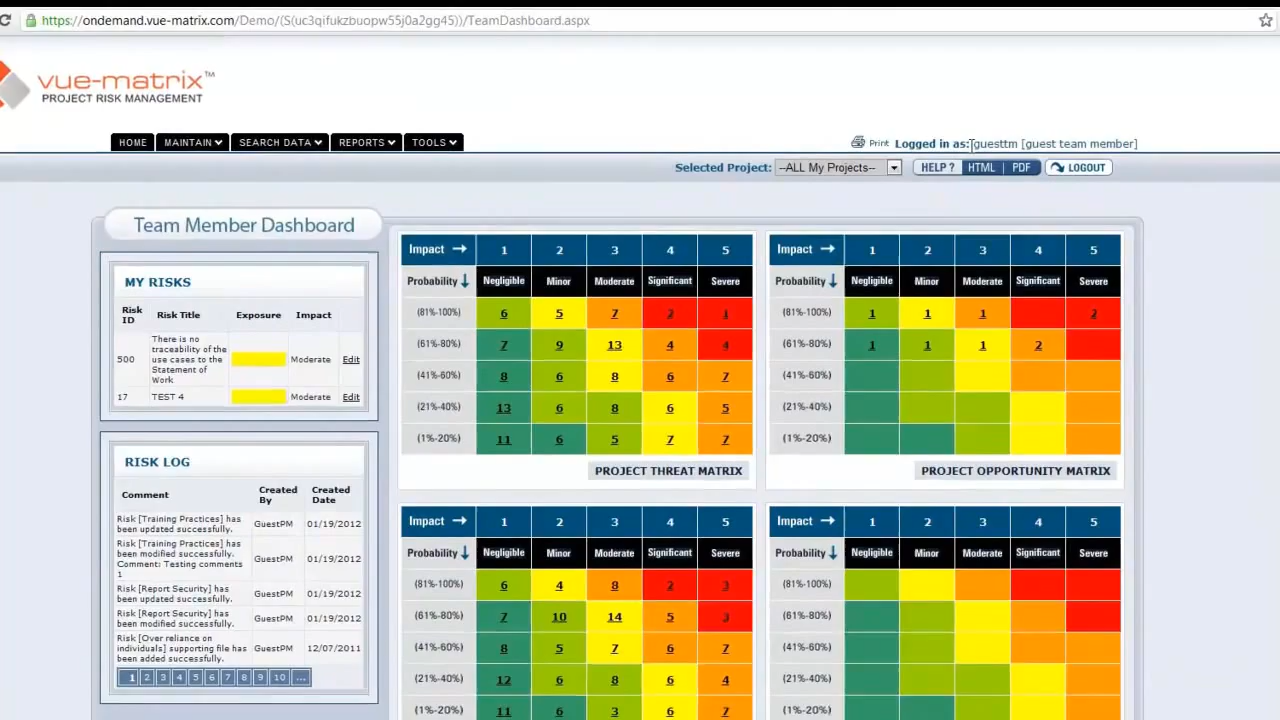 https://ondemand.vue-matrix.com/Demo/(S(uc3qifukzbuopw55j0a2gg45))/TeamDashboard.aspx
vue-matrix™
PROJECT RISK MANAGEMENT
HOME MAINTAIN SEARCH DATA REPORTS TOOLS
Print Logged in as: guesttm [guest team member]
Selected Project: --ALL My Projects-- HELP ? HTML | PDF LOGOUT
Team Member Dashboard
MY RISKS
Risk ID Risk Title Exposure Impact
500 There is no traceability of the use cases to the Statement of Work Moderate Edit
17 TEST 4 Moderate Edit
RISK LOG
Comment Created By Created Date
Risk [Training Practices] has been updated successfully. GuestPM 01/19/2012
Risk [Training Practices] has been modified successfully. Comment: Testing comments 1 GuestPM 01/19/2012
Risk [Report Security] has been updated successfully. GuestPM 01/19/2012
Risk [Report Security] has been modified successfully. GuestPM 01/19/2012
Risk [Over reliance on individuals] supporting file has been added successfully. GuestPM 12/07/2011
1 2 3 4 5 6 7 8 9 10 ...
Impact → 1 2 3 4 5
Probability ↓ Negligible Minor Moderate Significant Severe
(81%-100%) 6 5 7 2 1
(61%-80%) 7 9 13 4 4
(41%-60%) 8 6 8 6 7
(21%-40%) 13 6 8 6 5
(1%-20%) 11 6 5 7 7
PROJECT THREAT MATRIX
Impact → 1 2 3 4 5
Probability ↓ Negligible Minor Moderate Significant Severe
(81%-100%) 1 1 1 2
(61%-80%) 1 1 1 2
(41%-60%)
(21%-40%)
(1%-20%)
PROJECT OPPORTUNITY MATRIX
Impact → 1 2 3 4 5
Probability ↓ Negligible Minor Moderate Significant Severe
(81%-100%) 6 4 8 2 3
(61%-80%) 7 10 14 5 3
(41%-60%) 8 5 7 6 7
(21%-40%) 12 6 8 6 4
(1%-20%) 11 6 3 6 7
Impact → 1 2 3 4 5
Probability ↓ Negligible Minor Moderate Significant Severe
(81%-100%)
(61%-80%)
(41%-60%)
(21%-40%)
(1%-20%)